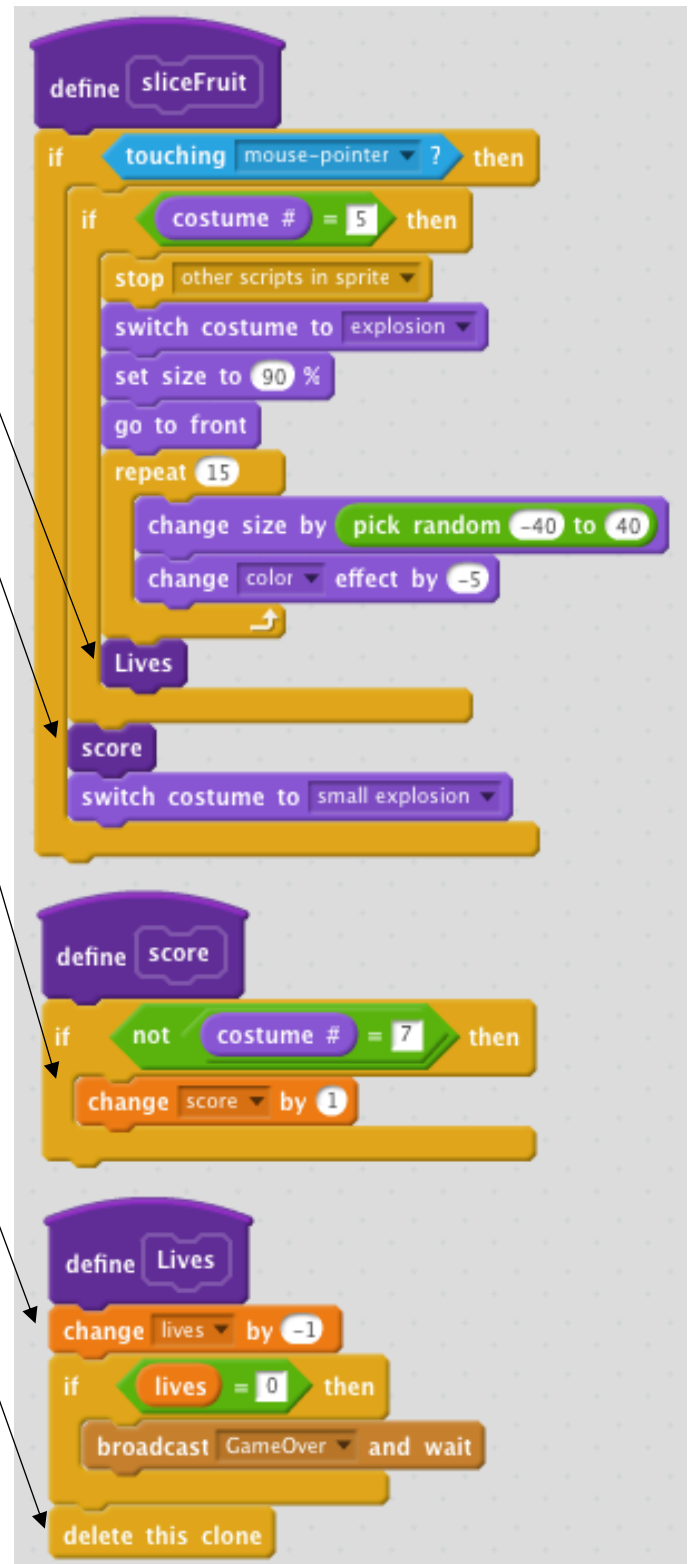 define sliceFruit
if touching mouse-pointer ? then
if costume # = 5 then
stop other scripts in sprite
switch costume to explosion
set size to 90 %
go to front
repeat 15
change size by pick random -40 to 40
change color effect by -5
Lives
score
switch costume to small explosion
define score
if not costume # = 7 then
change score by 1
define Lives
change lives by -1
if lives = 0 then
broadcast GameOver and wait
delete this clone